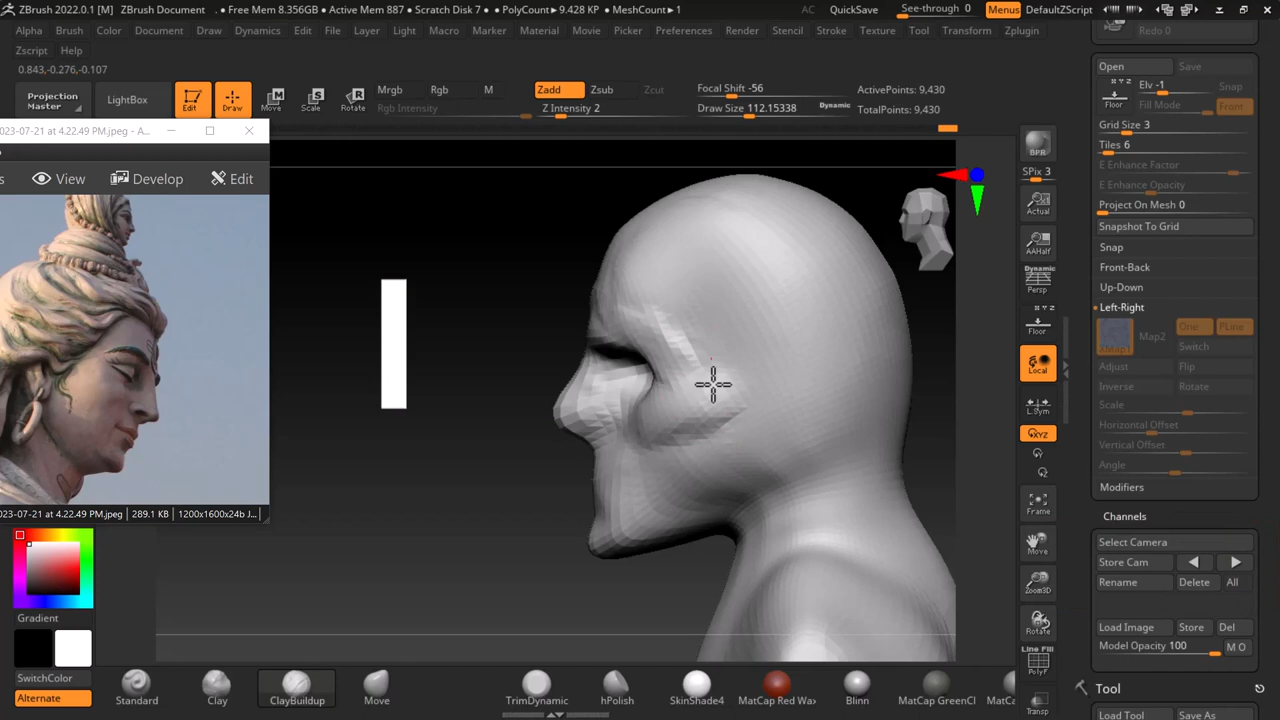 ZBrush 2022.0.1 [M] ZBrush Document . • Free Mem 8.356GB • Active Mem 887 • Scratch Disk 7 • PolyCount▸9.428 KP • MeshCount▸1 AC QuickSave See-through 0 Menus DefaultZScript
Alpha Brush Color Document Draw Dynamics Edit File Layer Light Macro Marker Material Movie Picker Preferences Render Stencil Stroke Texture Tool Transform Zplugin
Zscript Help
0.843,-0.276,-0.107
Projection Master LightBox Edit Draw Move Scale Rotate
Mrgb Rgb M
Rgb Intensity
Zadd Zsub Zcut
Z Intensity 2
Focal Shift -56
Draw Size 112.15338 Dynamic
ActivePoints: 9,430
TotalPoints: 9,430
023-07-21 at 4.22.49 PM.jpeg - A...
s View Develop Edit
023-07-21 at 4.22.49 PM.jpeg 289.1 KB 1200x1600x24b J...
Gradient
SwitchColor
Alternate
Standard Clay ClayBuildup Move TrimDynamic hPolish SkinShade4 MatCap Red Wax Blinn MatCap GreenCl MatCa
BPR
SPix 3
Actual
AAHalf
Dynamic
Persp
X Y Z
Floor
Local
L.Sym
XYZ
Y
Z
Frame
Move
Zoom3D
Rotate
Line Fill
PolyF
Transp
Redo 0
Open Save
X Y Z
Floor
Elv -1 Snap
Fill Mode Front
Grid Size 3
Tiles 6
E Enhance Factor
E Enhance Opacity
Project On Mesh 0
Snapshot To Grid
Snap
Front-Back
Up-Down
Left-Right
Map2 One PLine
Switch
Adjust Flip
Inverse Rotate
Scale
Horizontal Offset
Vertical Offset
Angle
Modifiers
Channels
Select Camera
Store Cam
Rename Delete All
Load Image Store Del
Model Opacity 100 M O
Tool
Load Tool Save As